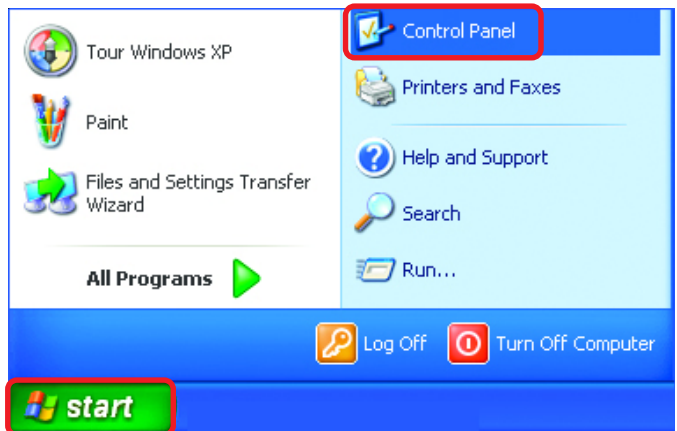 Tour Windows XP
Paint
Files and Settings Transfer
Wizard
All Programs
Control Panel
Printers and Faxes
Help and Support
Search
Run...
Log Off
Turn Off Computer
start